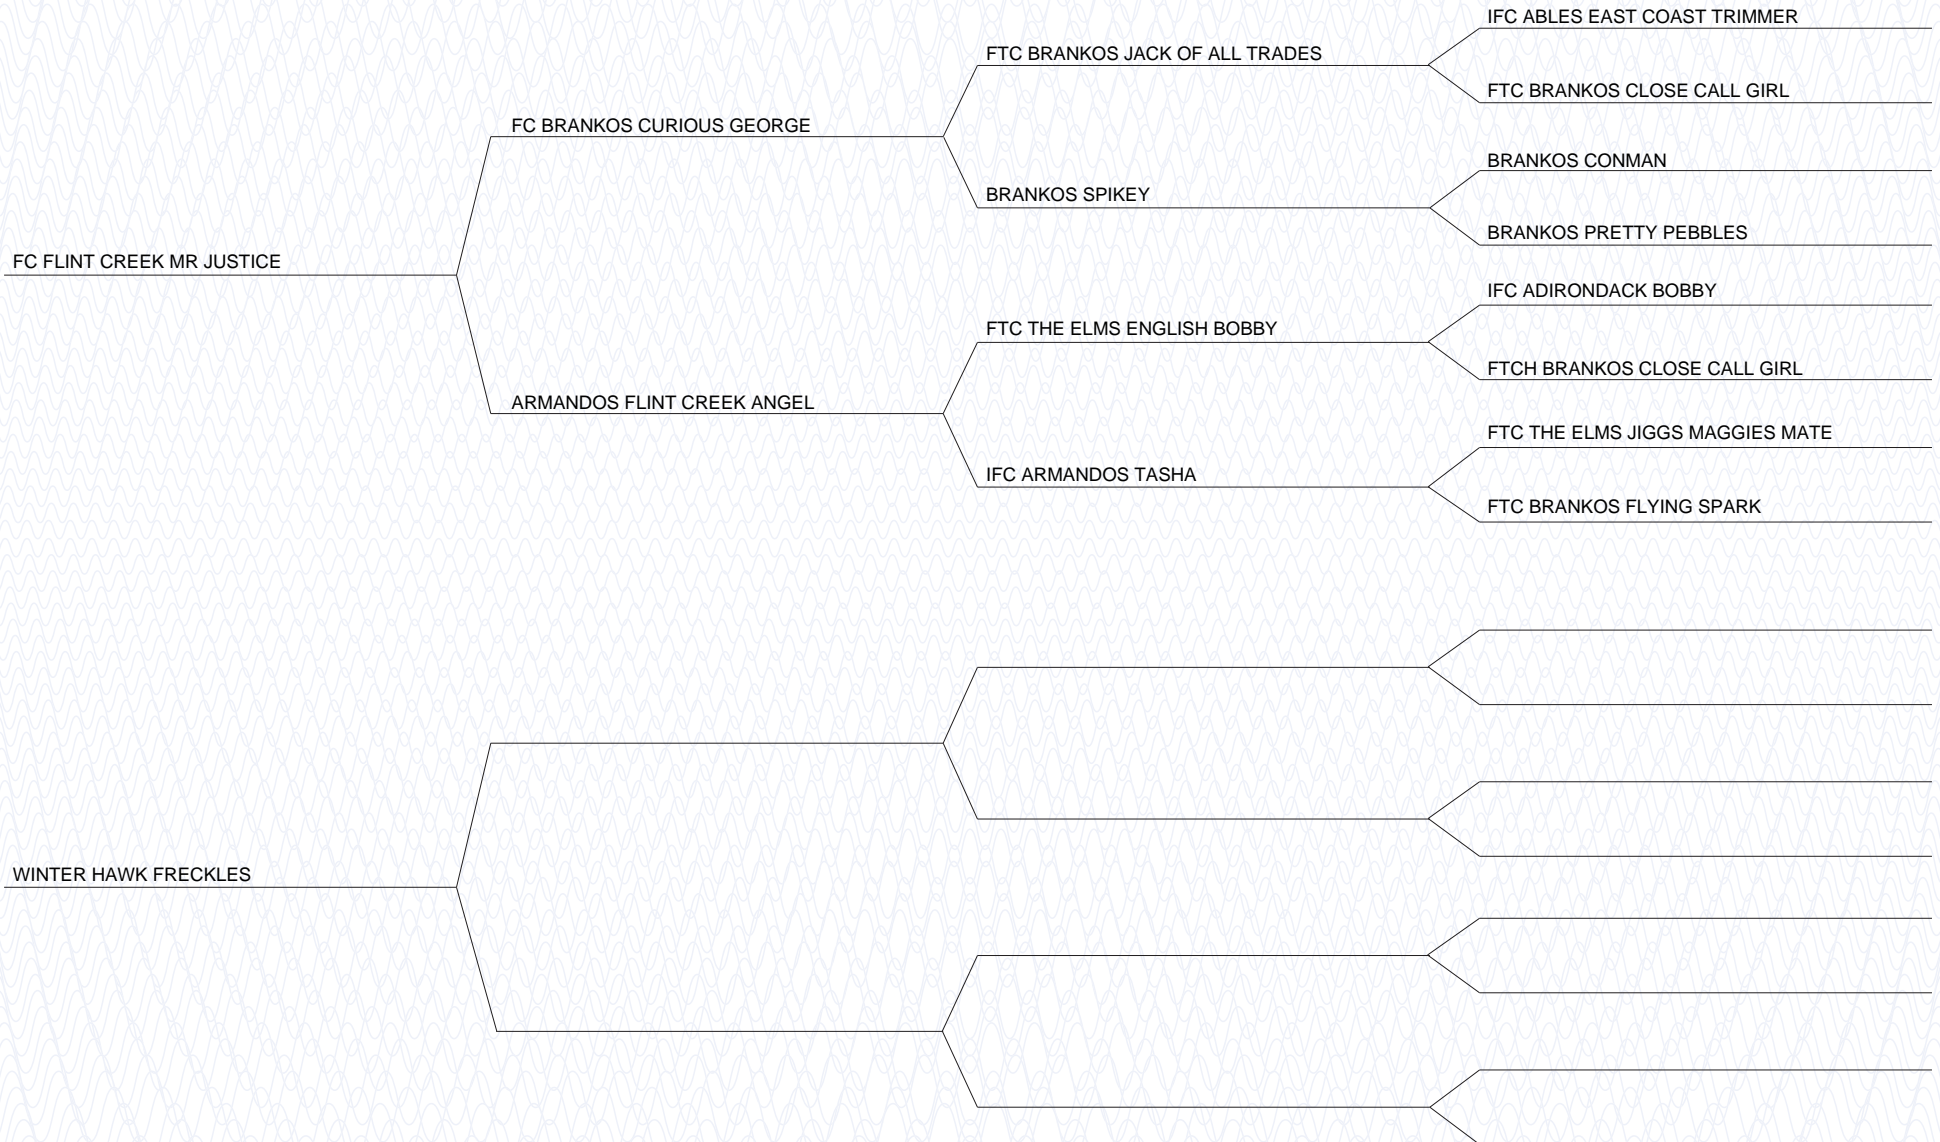 IFC ABLES EAST COAST TRIMMER
FTC BRANKOS JACK OF ALL TRADES
FTC BRANKOS CLOSE CALL GIRL
FC BRANKOS CURIOUS GEORGE
BRANKOS CONMAN
BRANKOS SPIKEY
BRANKOS PRETTY PEBBLES
FC FLINT CREEK MR JUSTICE
IFC ADIRONDACK BOBBY
FTC THE ELMS ENGLISH BOBBY
FTCH BRANKOS CLOSE CALL GIRL
ARMANDOS FLINT CREEK ANGEL
FTC THE ELMS JIGGS MAGGIES MATE
IFC ARMANDOS TASHA
FTC BRANKOS FLYING SPARK
WINTER HAWK FRECKLES